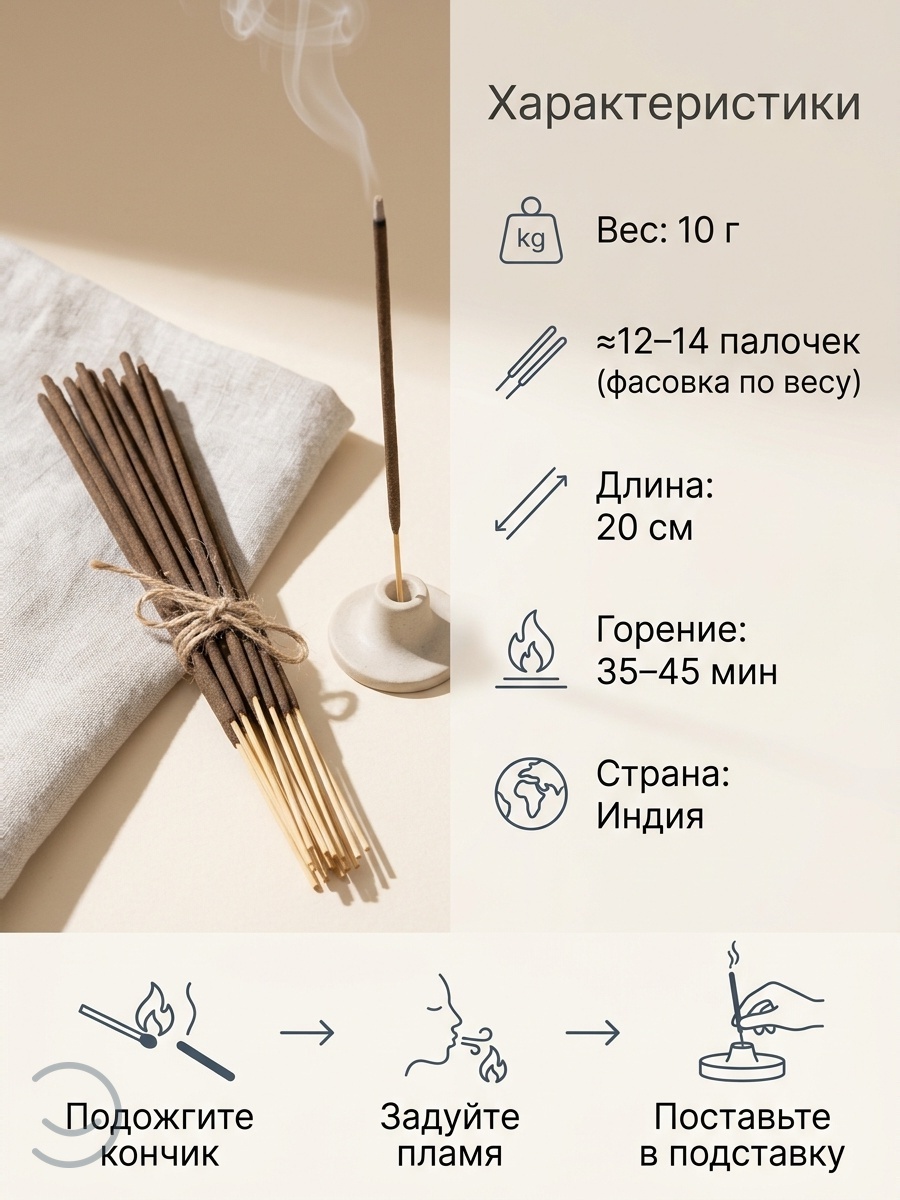 Характеристики
kg
Вес: 10 г
≈12–14 палочек
(фасовка по весу)
Длина:
20 см
Горение:
35–45 мин
Страна:
Индия
Подожгите
кончик
Задуйте
пламя
Поставьте
в подставку